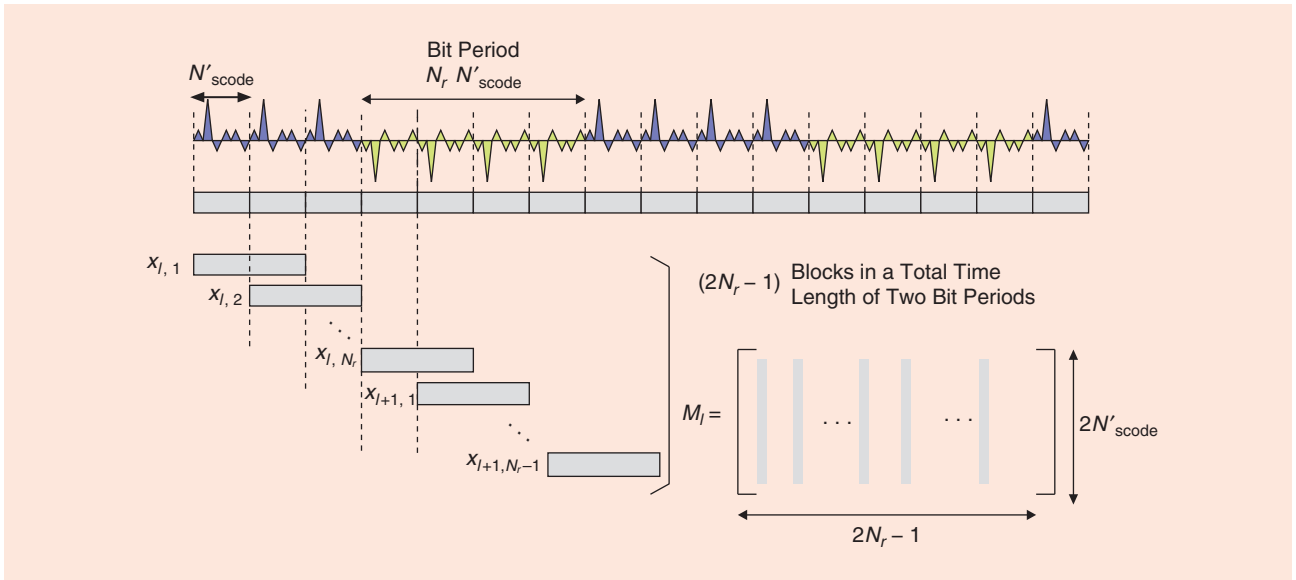 N′scode
Bit Period
Nr N′scode
xl, 1
xl, 2
. . .
xl, Nr
xl+1, 1
. . .
xl+1,Nr–1
(2Nr – 1) Blocks in a Total Time
Length of Two Bit Periods
Ml =
. . .
. . .
2N′scode
2Nr – 1